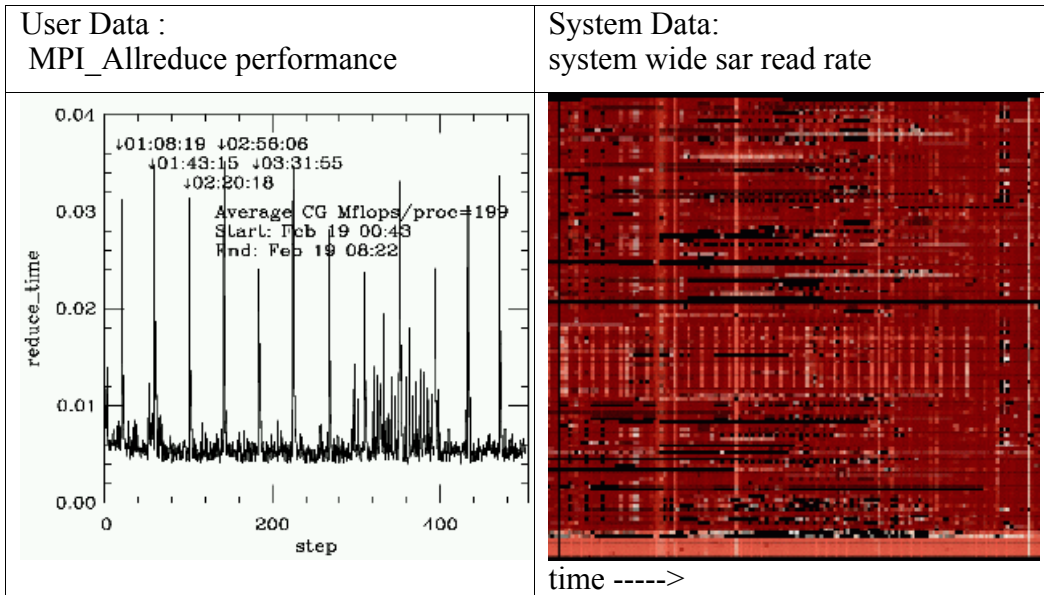 User Data :
MPI_Allreduce performance
System Data:
system wide sar read rate
0.04
↓01:08:19 ↓02:56:06
↓01:43:15 ↓03:31:55
↓02:20:18
0.03
Average CG Mflops/proc=199
Start: Feb 19 00:43
End: Feb 19 08:22
reduce_time
0.02
0.01
0.00
0 200 400
step
time ----->